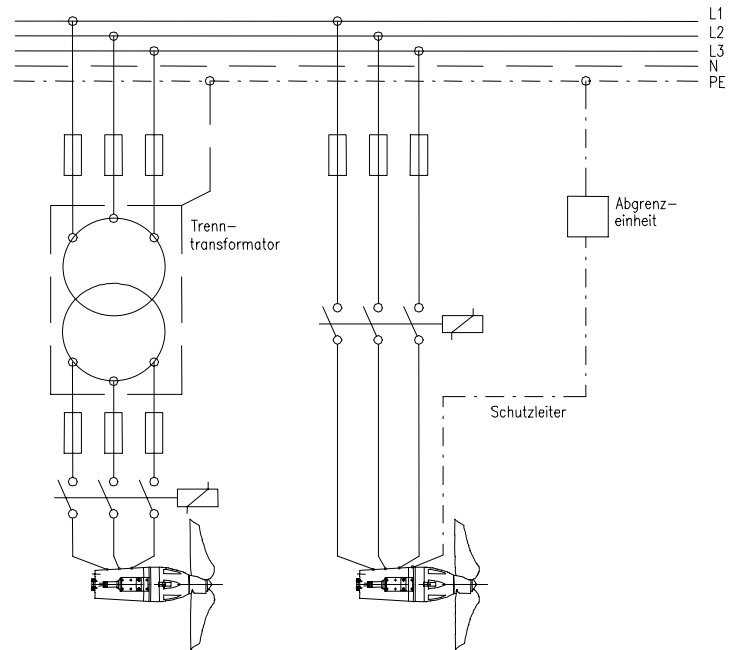 L1
L2
L3
N
PE
Trenn-
transformator
Abgrenz-
einheit
Schutzleiter